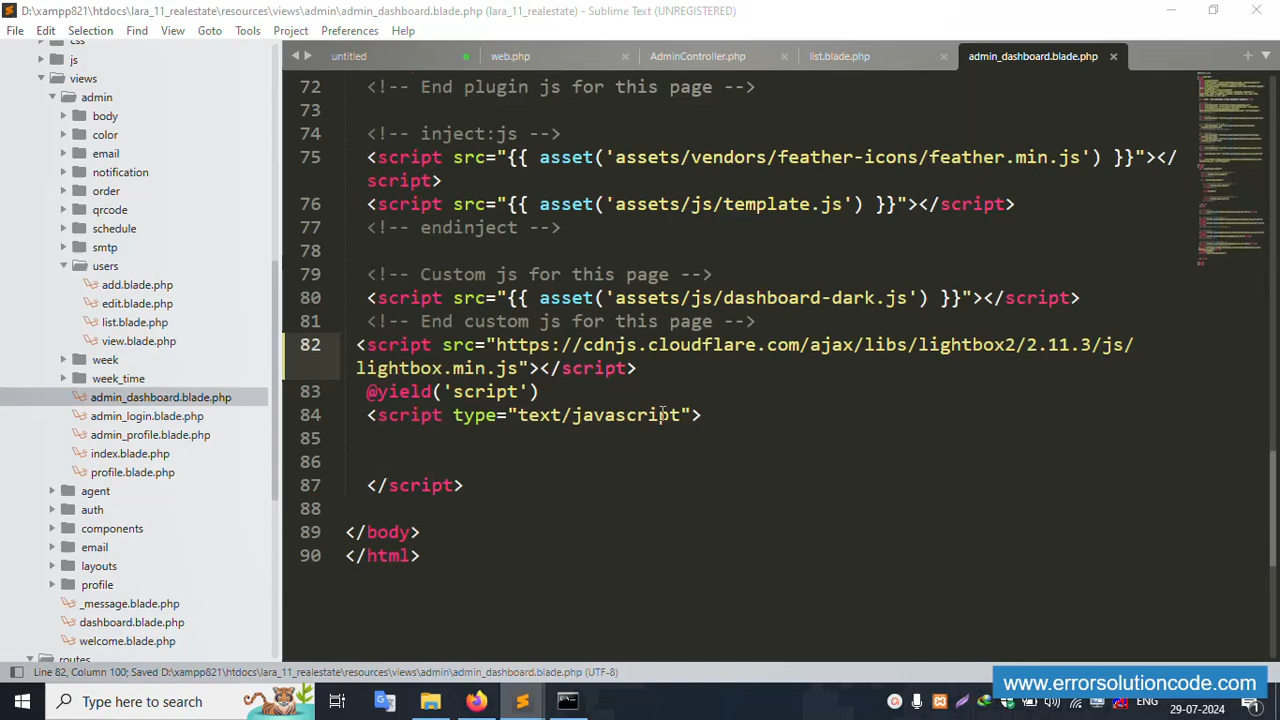 D:\xampp821\htdocs\lara_11_realestate\resources\views\admin\admin_dashboard.blade.php (lara_11_realestate) - Sublime Text (UNREGISTERED)
File Edit Selection Find View Goto Tools Project Preferences Help
untitled web.php AdminController.php list.blade.php admin_dashboard.blade.php
css
js
views
admin
body
color
email
notification
order
qrcode
schedule
smtp
users
add.blade.php
edit.blade.php
list.blade.php
view.blade.php
week
week_time
admin_dashboard.blade.php
admin_login.blade.php
admin_profile.blade.php
index.blade.php
profile.blade.php
agent
auth
components
email
layouts
profile
_message.blade.php
dashboard.blade.php
welcome.blade.php
routes
72 <!-- End plugin js for this page -->
73
74 <!-- inject:js -->
75 <script src="{{ asset('assets/vendors/feather-icons/feather.min.js') }}"></
script>
76 <script src="{{ asset('assets/js/template.js') }}"></script>
77 <!-- endinject -->
78
79 <!-- Custom js for this page -->
80 <script src="{{ asset('assets/js/dashboard-dark.js') }}"></script>
81 <!-- End custom js for this page -->
82 <script src="https://cdnjs.cloudflare.com/ajax/libs/lightbox2/2.11.3/js/
lightbox.min.js"></script>
83 @yield('script')
84 <script type="text/javascript">
85
86
87 </script>
88
89 </body>
90 </html>
Line 82, Column 100; Saved D:\xampp821\htdocs\lara_11_realestate\resources\views\admin\admin_dashboard.blade.php (UTF-8)
www.errorsolutioncode.com
Type here to search
ENG
29-07-2024